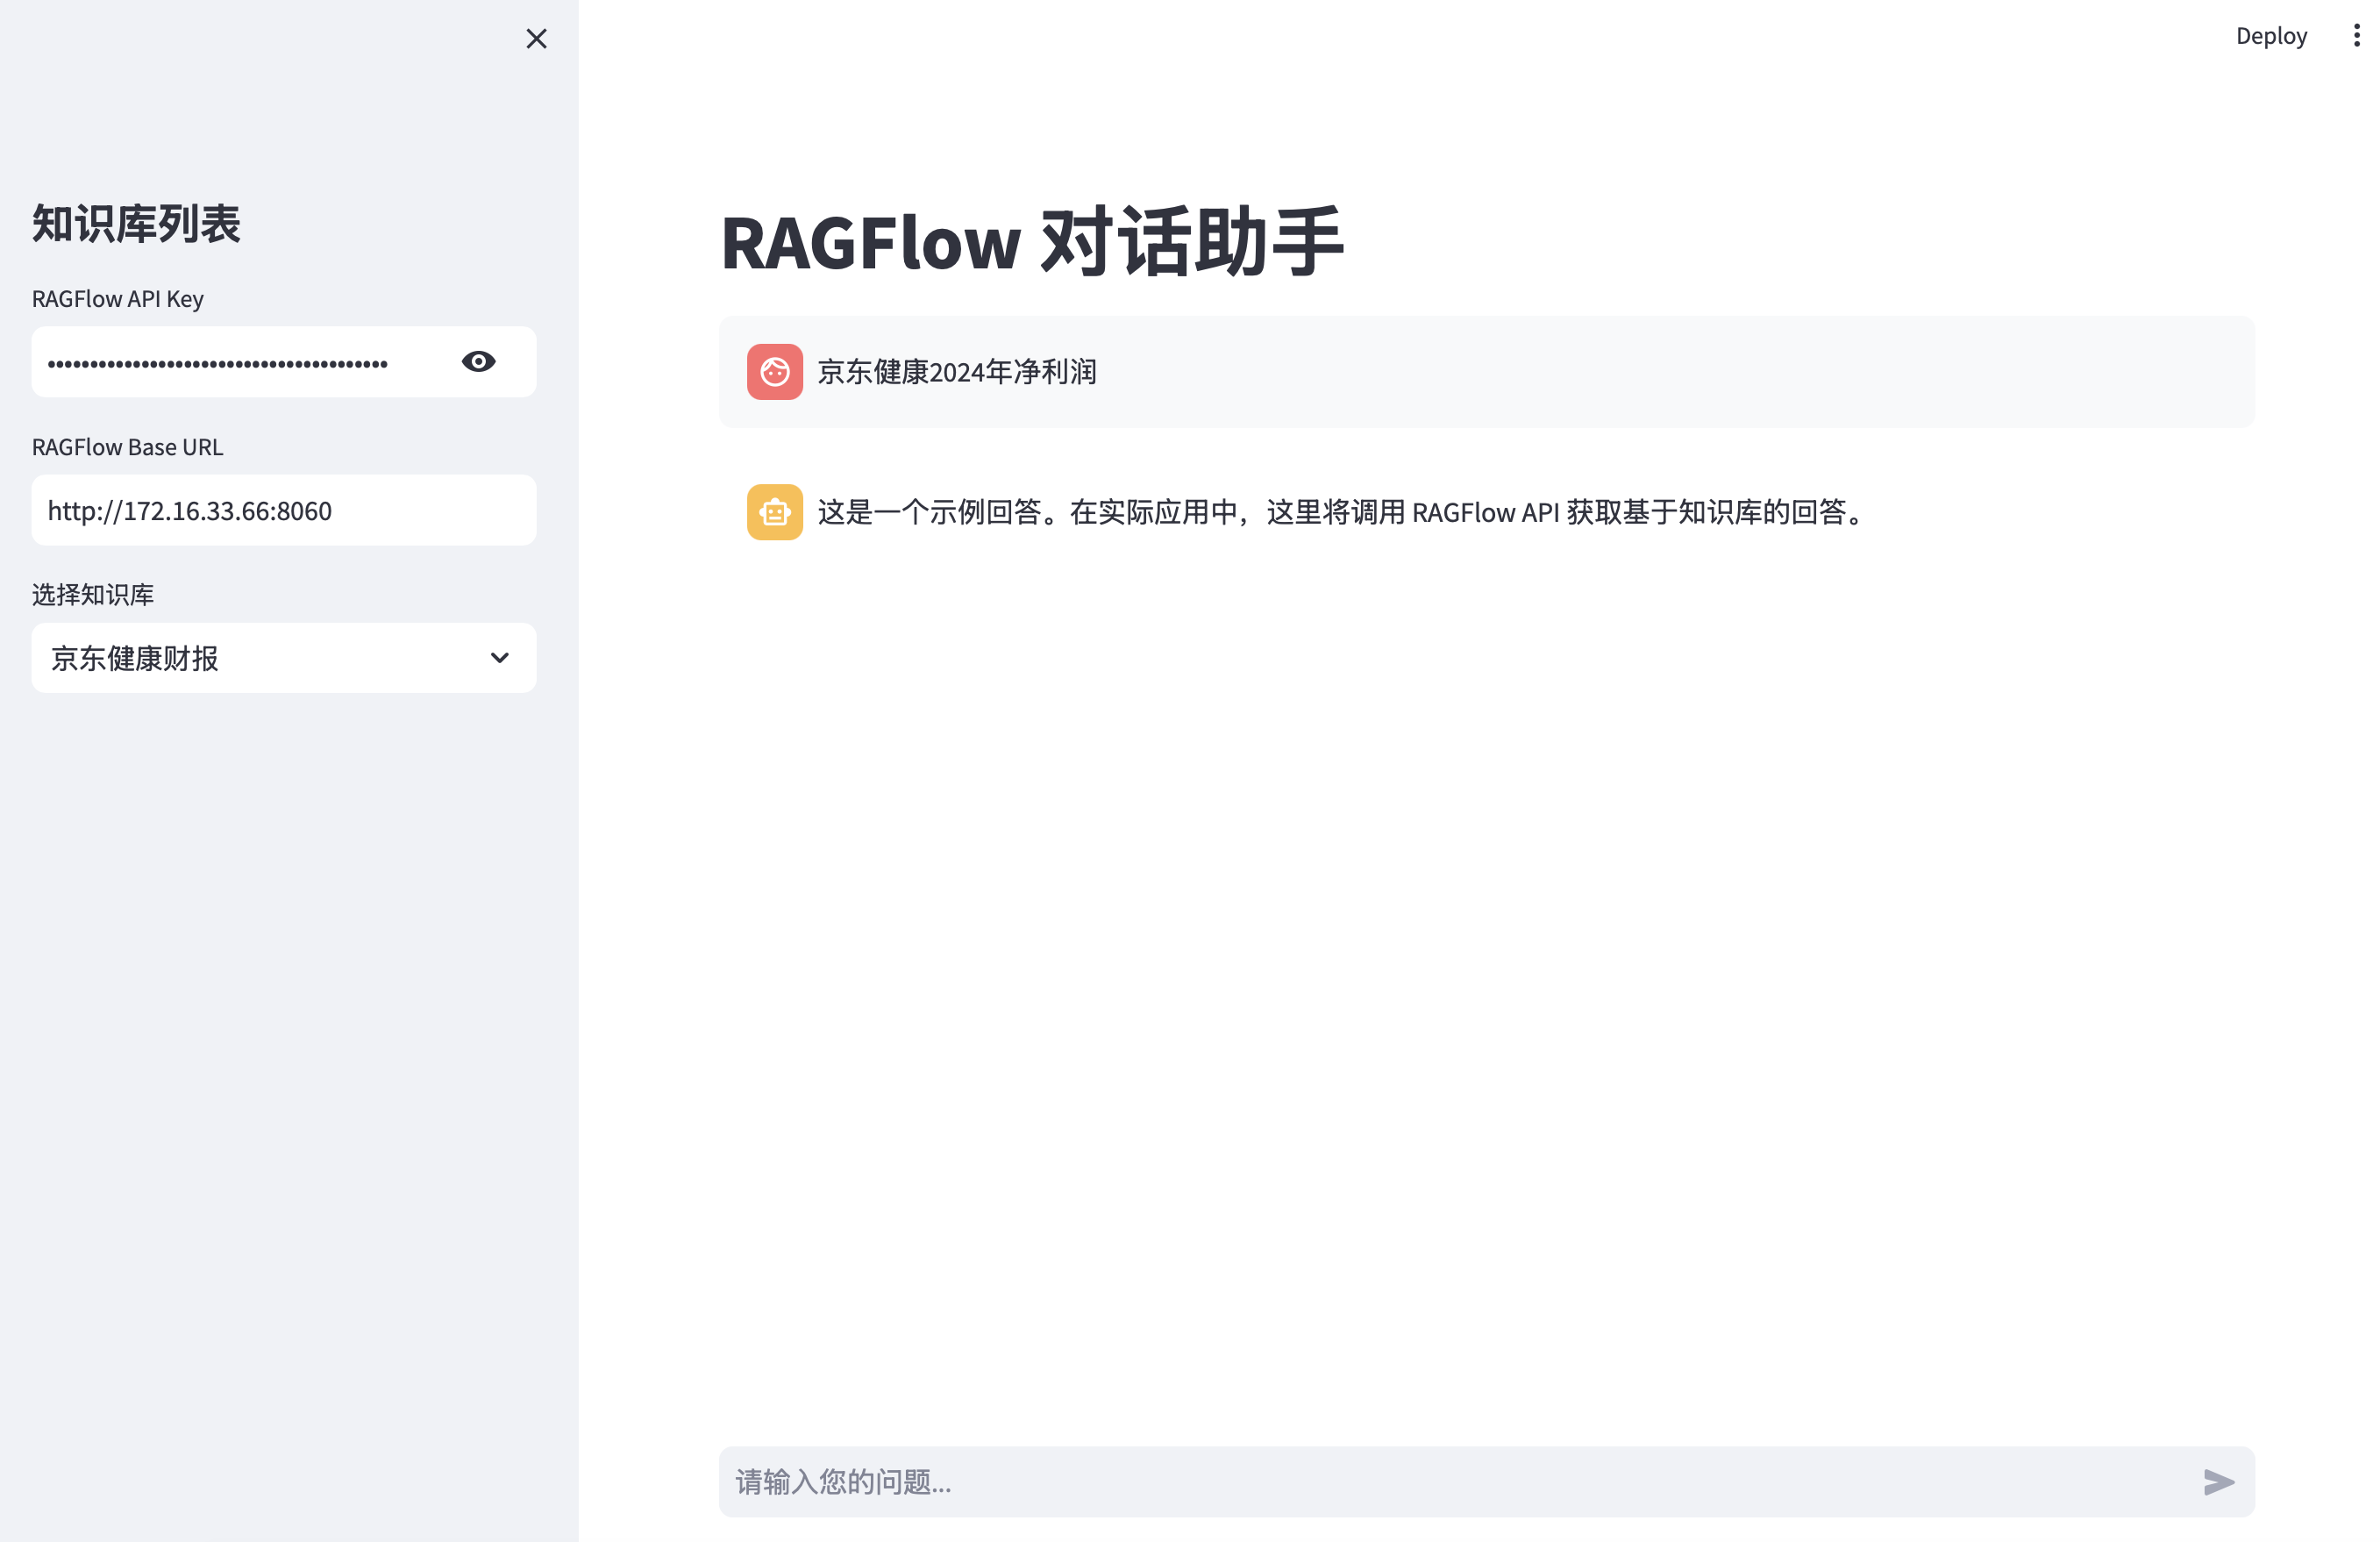 Deploy
知识库列表
RAGFlow API Key
••••••••••••••••••••••••••••••••••••••••
RAGFlow Base URL
http://172.16.33.66:8060
选择知识库
京东健康财报
RAGFlow 对话助手
京东健康2024年净利润
这是一个示例回答。在实际应用中，这里将调用 RAGFlow API 获取基于知识库的回答。
请输入您的问题...